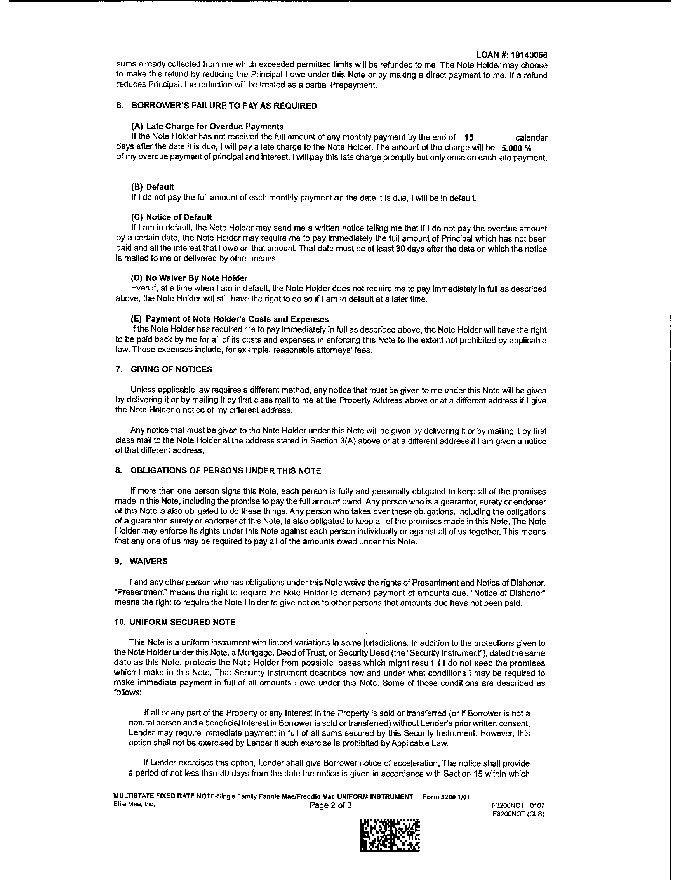 LOAN #: 19140056
sums already collected from me which exceeded permitted limits will be refunded to me. The Note Holder may choose
to make this refund by reducing the Principal I owe under this Note or by making a direct payment to me. If a refund
reduces Principal, the reduction will be treated as a partial Prepayment.
6. BORROWER'S FAILURE TO PAY AS REQUIRED
(A) Late Charge for Overdue Payments
If the Note Holder has not received the full amount of any monthly payment by the end of 15 calendar
days after the date it is due, I will pay a late charge to the Note Holder. The amount of the charge will be 5.000 %
of my overdue payment of principal and interest. I will pay this late charge promptly but only once on each late payment.
(B) Default
If I do not pay the full amount of each monthly payment on the date it is due, I will be in default.
(C) Notice of Default
If I am in default, the Note Holder may send me a written notice telling me that if I do not pay the overdue amount
by a certain date, the Note Holder may require me to pay immediately the full amount of Principal which has not been
paid and all the interest that I owe on that amount. That date must be at least 30 days after the date on which the notice
is mailed to me or delivered by other means.
(D) No Waiver By Note Holder
Even if, at a time when I am in default, the Note Holder does not require me to pay immediately in full as described
above, the Note Holder will still have the right to do so if I am in default at a later time.
(E) Payment of Note Holder's Costs and Expenses
If the Note Holder has required me to pay immediately in full as described above, the Note Holder will have the right
to be paid back by me for all of its costs and expenses in enforcing this Note to the extent not prohibited by applicable
law. Those expenses include, for example, reasonable attorneys' fees.
7. GIVING OF NOTICES
Unless applicable law requires a different method, any notice that must be given to me under this Note will be given
by delivering it or by mailing it by first class mail to me at the Property Address above or at a different address if I give
the Note Holder a notice of my different address.
Any notice that must be given to the Note Holder under this Note will be given by delivering it or by mailing it by first
class mail to the Note Holder at the address stated in Section 3(A) above or at a different address if I am given a notice
of that different address.
8. OBLIGATIONS OF PERSONS UNDER THIS NOTE
If more than one person signs this Note, each person is fully and personally obligated to keep all of the promises
made in this Note, including the promise to pay the full amount owed. Any person who is a guarantor, surety or endorser
of this Note is also obligated to do these things. Any person who takes over these obligations, including the obligations
of a guarantor, surety or endorser of this Note, is also obligated to keep all of the promises made in this Note. The Note
Holder may enforce its rights under this Note against each person individually or against all of us together. This means
that any one of us may be required to pay all of the amounts owed under this Note.
9. WAIVERS
I and any other person who has obligations under this Note waive the rights of Presentment and Notice of Dishonor.
"Presentment" means the right to require the Note Holder to demand payment of amounts due. "Notice of Dishonor"
means the right to require the Note Holder to give notice to other persons that amounts due have not been paid.
10. UNIFORM SECURED NOTE
This Note is a uniform instrument with limited variations in some jurisdictions. In addition to the protections given to
the Note Holder under this Note, a Mortgage, Deed of Trust, or Security Deed (the "Security Instrument"), dated the same
date as this Note, protects the Note Holder from possible losses which might result if I do not keep the promises
which I make in this Note. That Security Instrument describes how and under what conditions I may be required to
make immediate payment in full of all amounts I owe under this Note. Some of those conditions are described as
follows:
If all or any part of the Property or any Interest in the Property is sold or transferred (or if Borrower is not a
natural person and a beneficial interest in Borrower is sold or transferred) without Lender's prior written consent,
Lender may require immediate payment in full of all sums secured by this Security Instrument. However, this
option shall not be exercised by Lender if such exercise is prohibited by Applicable Law.
If Lender exercises this option, Lender shall give Borrower notice of acceleration. The notice shall provide
a period of not less than 30 days from the date the notice is given in accordance with Section 15 within which
MULTISTATE FIXED RATE NOTE-Single Family-Fannie Mae/Freddie Mac UNIFORM INSTRUMENT Form 3200 1/01
Ellie Mae, Inc. Page 2 of 3 F3200NOT 0107
F3200NOT (CLS)